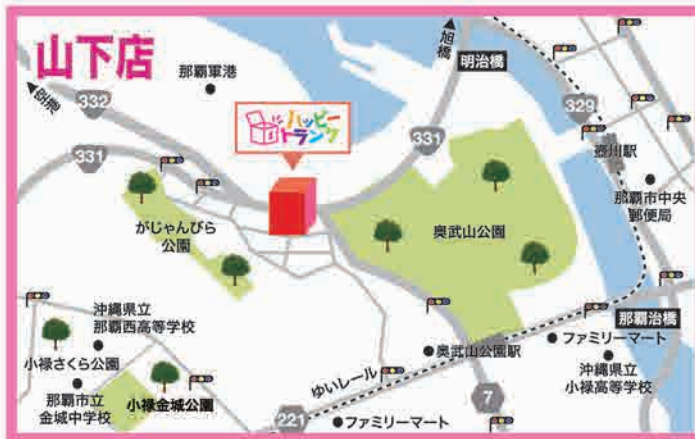 山下店
那覇軍港
空港
332
331
ハッピー
トランク
旭橋
明治橋
329
331
壺川駅
那覇市中央
郵便局
がじゃんびら
公園
奥武山公園
沖縄県立
那覇西高等学校
小禄さくら公園
那覇市立
金城中学校
小禄金城公園
奥武山公園駅
ファミリーマート
那覇治橋
沖縄県立
小禄高等学校
ゆいレール
221
ファミリーマート
7